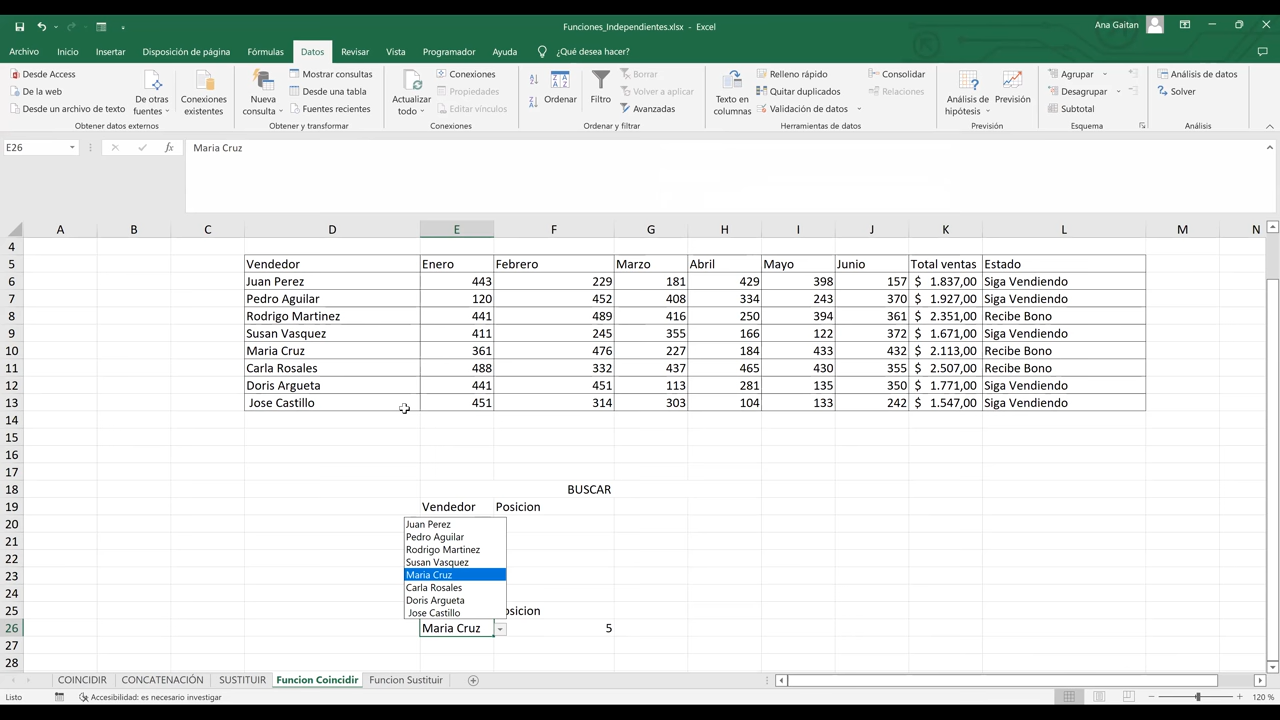 Funciones_Independientes.xlsx - Excel
Ana Gaitan
Archivo Inicio Insertar Disposición de página Fórmulas Datos Revisar Vista Programador Ayuda ¿Qué desea hacer?
Desde Access
De la web
Desde un archivo de texto
De otras fuentes
Conexiones existentes
Obtener datos externos
Nueva consulta
Mostrar consultas
Desde una tabla
Fuentes recientes
Obtener y transformar
Actualizar todo
Conexiones
Propiedades
Editar vínculos
Conexiones
Ordenar
Filtro
Borrar
Volver a aplicar
Avanzadas
Ordenar y filtrar
Texto en columnas
Relleno rápido
Quitar duplicados
Validación de datos
Consolidar
Relaciones
Herramientas de datos
Análisis de hipótesis
Previsión
Previsión
Agrupar
Desagrupar
Subtotal
Esquema
Análisis de datos
Solver
Análisis
E26 fx Maria Cruz
A B C D E F G H I J K L M N
4
5 Vendedor Enero Febrero Marzo Abril Mayo Junio Total ventas Estado
6 Juan Perez 443 229 181 429 398 157 $ 1.837,00 Siga Vendiendo
7 Pedro Aguilar 120 452 408 334 243 370 $ 1.927,00 Siga Vendiendo
8 Rodrigo Martinez 441 489 416 250 394 361 $ 2.351,00 Recibe Bono
9 Susan Vasquez 411 245 355 166 122 372 $ 1.671,00 Siga Vendiendo
10 Maria Cruz 361 476 227 184 433 432 $ 2.113,00 Recibe Bono
11 Carla Rosales 488 332 437 465 430 355 $ 2.507,00 Recibe Bono
12 Doris Argueta 441 451 113 281 135 350 $ 1.771,00 Siga Vendiendo
13 Jose Castillo 451 314 303 104 133 242 $ 1.547,00 Siga Vendiendo
14
15
16
17
18 BUSCAR
19 Vendedor Posicion
20 Juan Perez
21 Pedro Aguilar
Rodrigo Martinez
22 Susan Vasquez
23 Maria Cruz
24 Carla Rosales
Doris Argueta
25 Jose Castillo osicion
26 Maria Cruz 5
27
28
COINCIDIR CONCATENACIÓN SUSTITUIR Funcion Coincidir Funcion Sustituir
Listo Accesibilidad: es necesario investigar 120 %